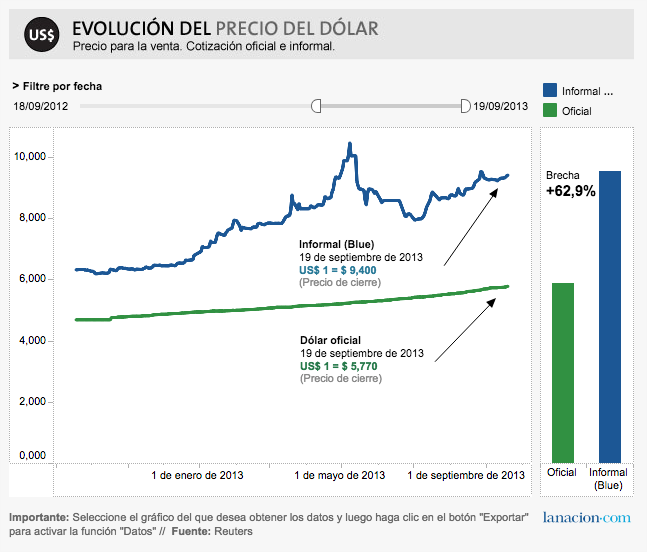 US$
EVOLUCIÓN DEL PRECIO DEL DÓLAR
Precio para la venta. Cotización oficial e informal.
> Filtre por fecha
18/09/2012
19/09/2013
Informal ...
Oficial
10,000
8,000
6,000
4,000
2,000
0,000
Informal (Blue)
19 de septiembre de 2013
US$ 1 = $ 9,400
(Precio de cierre)
Dólar oficial
19 de septiembre de 2013
US$ 1 = $ 5,770
(Precio de cierre)
1 de enero de 2013
1 de mayo de 2013
1 de septiembre de 2013
Brecha
+62,9%
Oficial
Informal
(Blue)
Importante: Seleccione el gráfico del que desea obtener los datos y luego haga clic en el botón "Exportar"
para activar la función "Datos" // Fuente: Reuters
lanacion.com